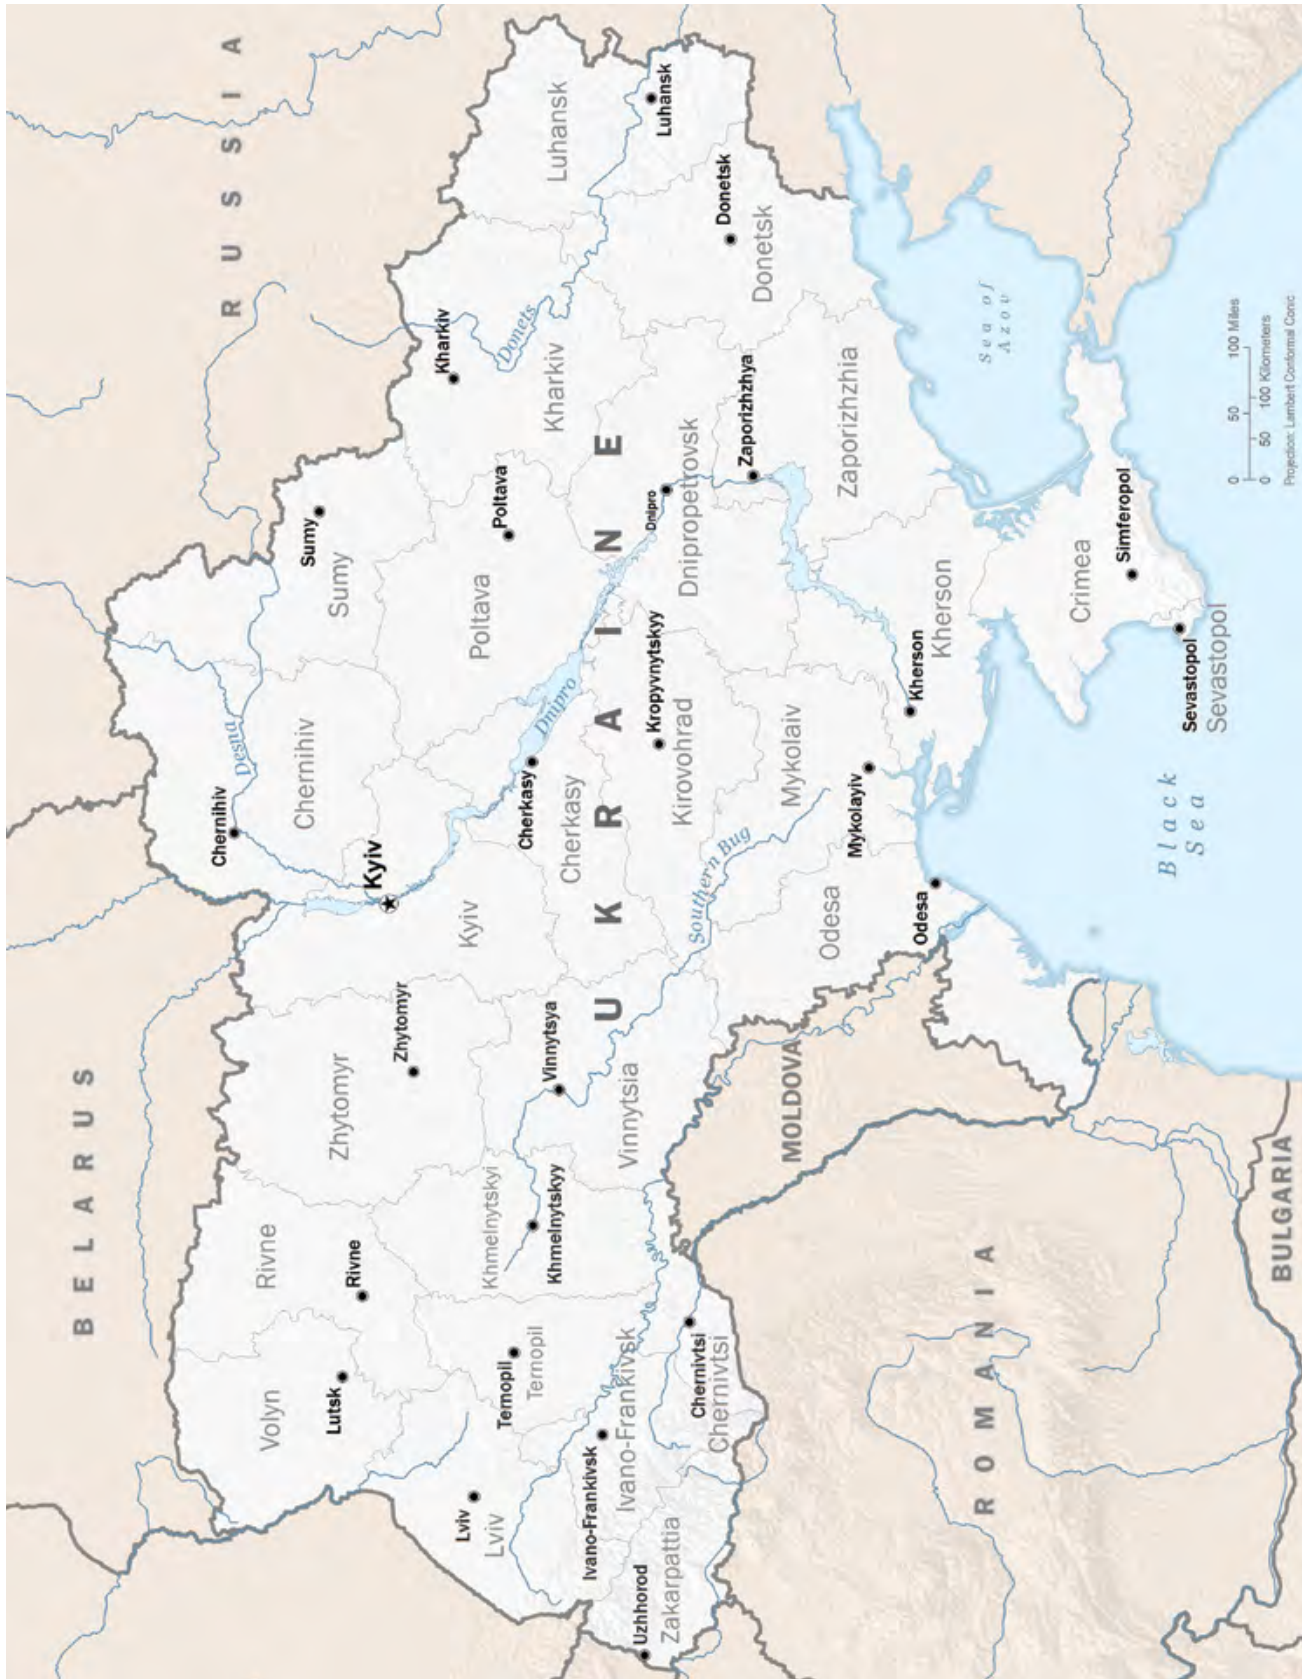 RUSSIA
BELARUS
Desna
Chernihiv
Chernihiv
Sumy
Sumy
Volyn
Rivne
Zhytomyr
Lutsk
Rivne
Zhytomyr
Kyiv
Kyiv
Poltava
Poltava
Kharkiv
Donets
Kharkiv
Luhansk
Luhansk
Lviv
Lviv
Ternopil
Ternopil
Khmelnytskyi
Khmelnytskyy
Vinnytsya
Vinnytsia
Cherkasy
Cherkasy
Dnipro
UKRAINE
Ivano-Frankivsk
Ivano-Frankivsk
Uzhhorod
Zakarpattia
Chernivtsi
Chernivtsi
Kropyvnytskyy
Kirovohrad
Dnipro
Dnipropetrovsk
Donetsk
Donetsk
Southern Bug
Zaporizhzhya
Zaporizhzhia
MOLDOVA
Odesa
Mykolaiv
Mykolayiv
Kherson
Kherson
Odesa
ROMANIA
Sea of
Azov
Crimea
Simferopol
Black
Sea
Sevastopol
Sevastopol
BULGARIA
0 50 100 Miles
0 50 100 Kilometers
Projection: Lambert Conformal Conic